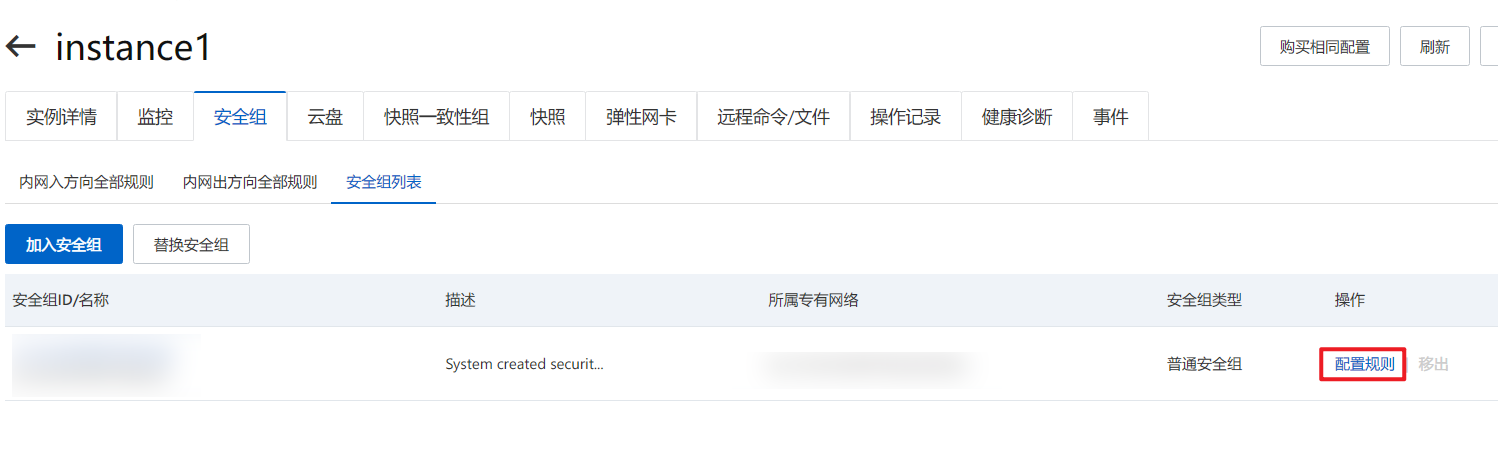 instance1
购买相同配置 刷新
实例详情 监控 安全组 云盘 快照一致性组 快照 弹性网卡 远程命令/文件 操作记录 健康诊断 事件
内网入方向全部规则 内网出方向全部规则 安全组列表
加入安全组 替换安全组
安全组ID/名称 描述 所属专有网络 安全组类型 操作
System created securit... 普通安全组 配置规则 移出